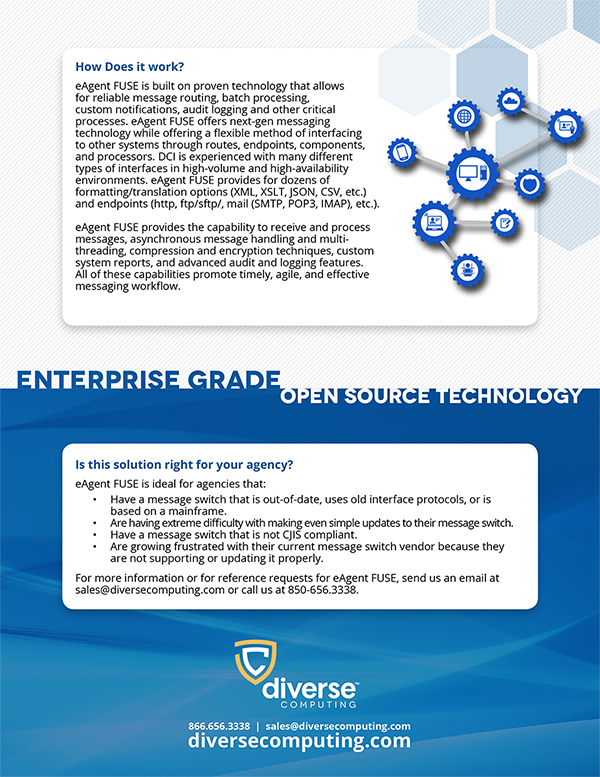 How Does it work?
eAgent FUSE is built on proven technology that allows
for reliable message routing, batch processing,
custom notifications, audit logging and other critical
processes. eAgent FUSE offers next-gen messaging
technology while offering a flexible method of interfacing
to other systems through routes, endpoints, components,
and processors. DCI is experienced with many different
types of interfaces in high-volume and high-availability
environments. eAgent FUSE provides for dozens of
formatting/translation options (XML, XSLT, JSON, CSV, etc.)
and endpoints (http, ftp/sftp/, mail (SMTP, POP3, IMAP), etc.).
eAgent FUSE provides the capability to receive and process
messages, asynchronous message handling and multi-
threading, compression and encryption techniques, custom
system reports, and advanced audit and logging features.
All of these capabilities promote timely, agile, and effective
messaging workflow.
ENTERPRISE GRADE
OPEN SOURCE TECHNOLOGY
Is this solution right for your agency?
eAgent FUSE is ideal for agencies that:
• Have a message switch that is out-of-date, uses old interface protocols, or is
based on a mainframe.
• Are having extreme difficulty with making even simple updates to their message switch.
• Have a message switch that is not CJIS compliant.
• Are growing frustrated with their current message switch vendor because they
are not supporting or updating it properly.
For more information or for reference requests for eAgent FUSE, send us an email at
sales@diversecomputing.com or call us at 850-656.3338.
diverse™
COMPUTING
866.656.3338 | sales@diversecomputing.com
diversecomputing.com